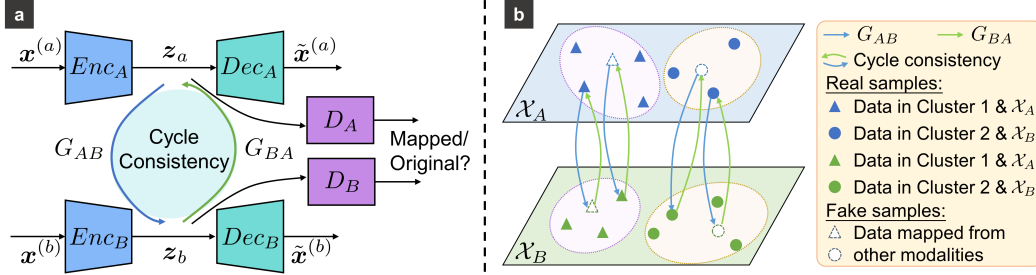 a
x^(a) Enc_A z_a Dec_A x̃^(a)
D_A
G_AB Cycle Consistency G_BA
Mapped/ Original?
D_B
x^(b) Enc_B z_b Dec_B x̃^(b)
b
X_A
X_B
G_AB G_BA
Cycle consistency
Real samples:
Data in Cluster 1 & X_A
Data in Cluster 2 & X_B
Data in Cluster 1 & X_A
Data in Cluster 2 & X_B
Fake samples:
Data mapped from
other modalities